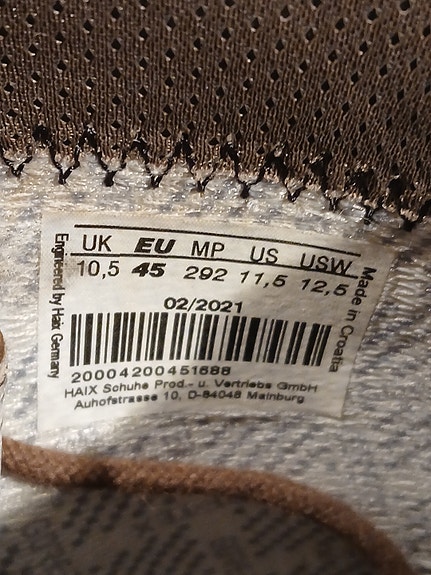 UK EU MP US USW
10,5 45 292 11,5 12,5
02/2021
20004200451688
HAIX Schuhe Prod.- u. Vertriebs GmbH
Auhofstrasse 10, D-84048 Mainburg
Engineered by Haix Germany
Made in Croatia